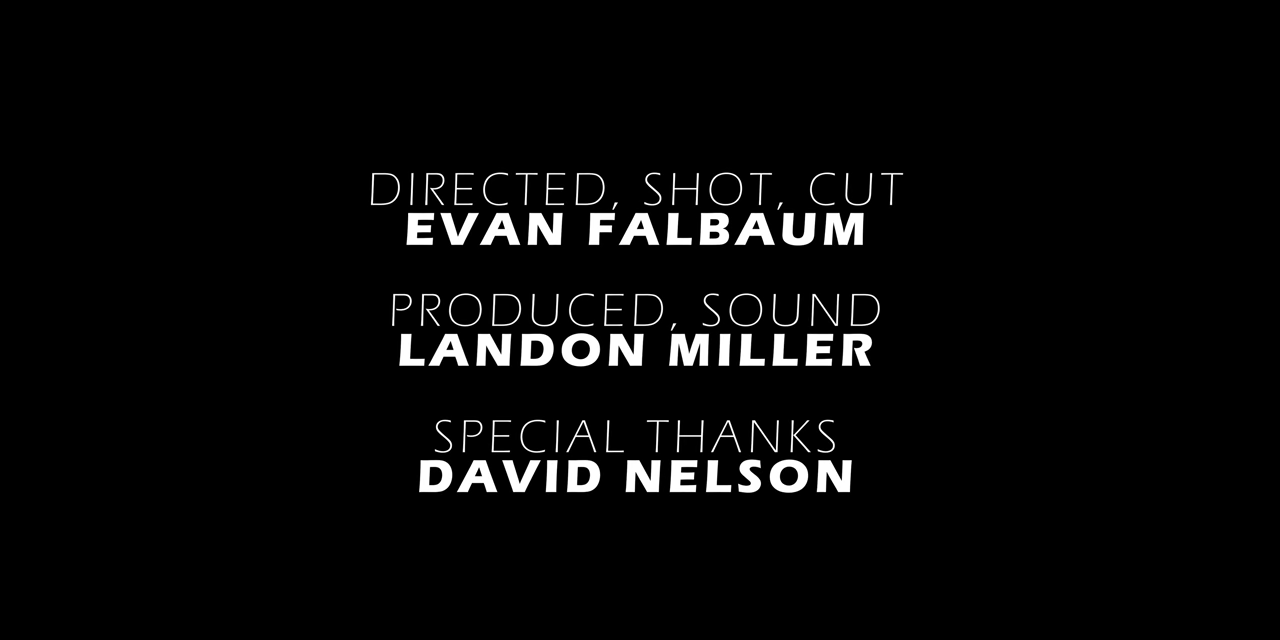 DIRECTED, SHOT, CUT
EVAN FALBAUM
PRODUCED, SOUND
LANDON MILLER
SPECIAL THANKS
DAVID NELSON